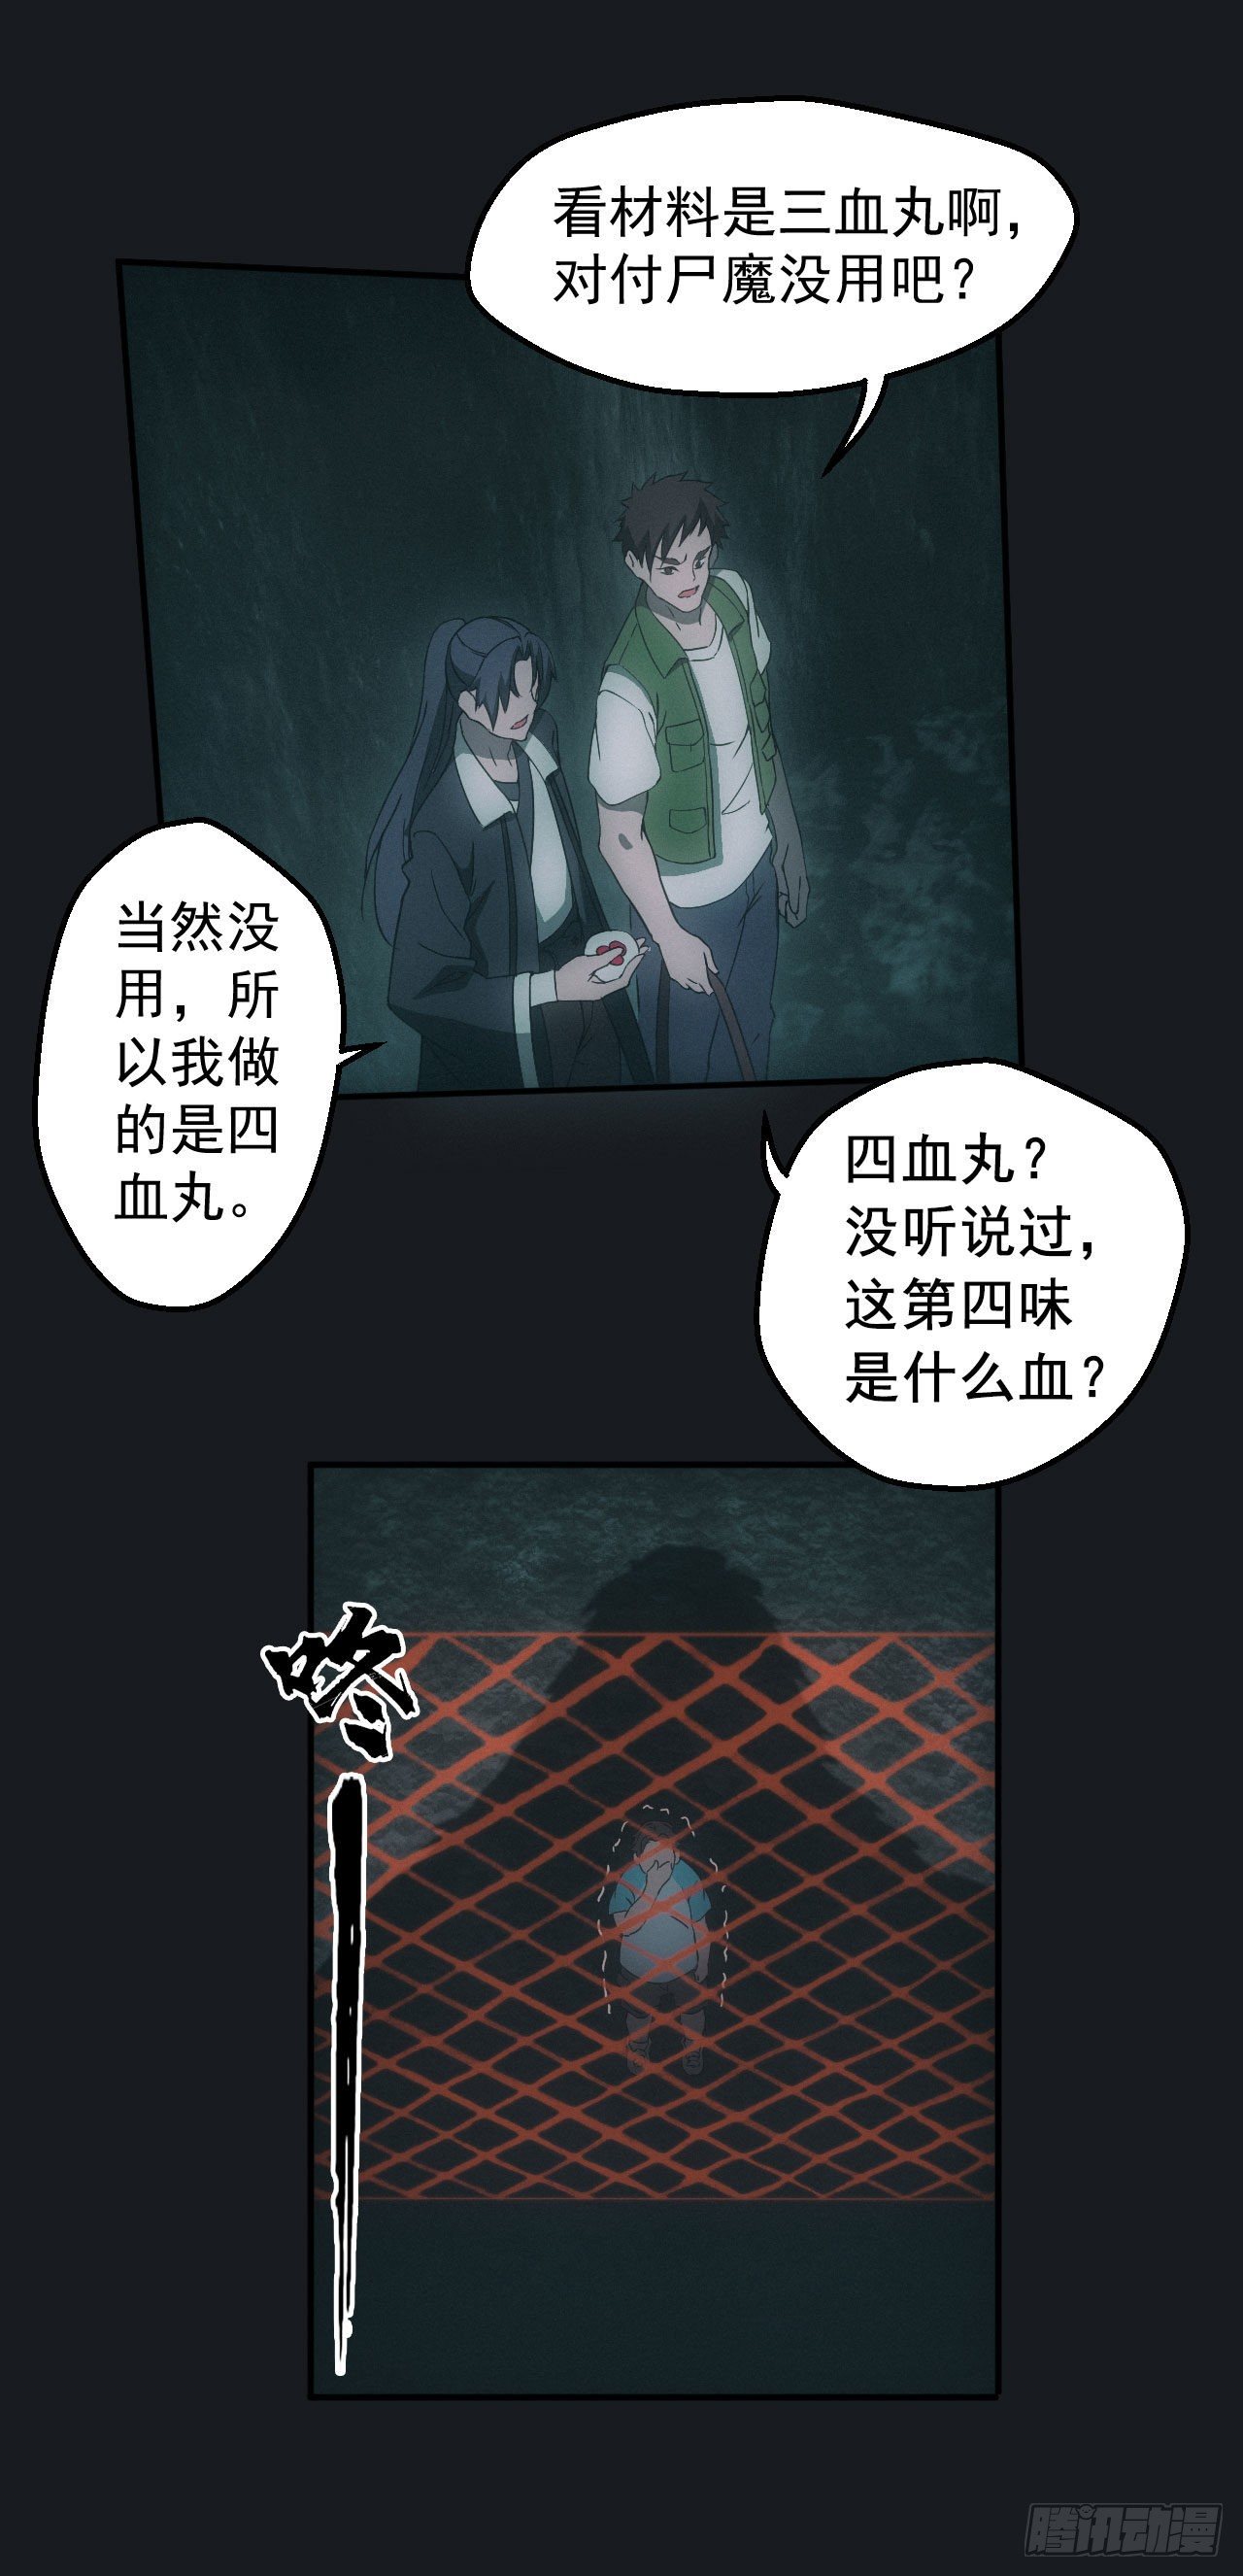 看材料是三血丸啊，
对付尸魔没用吧？
当然没
用，所
以我做
的是四
血丸。
四血丸？
没听说过，
这第四味
是什么血？
咚
腾讯动漫